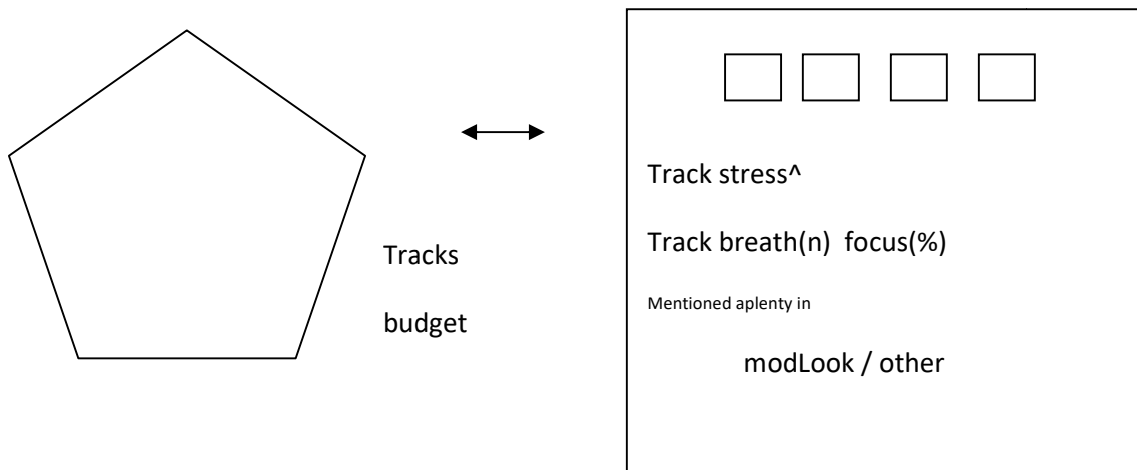 Tracks
budget
Track stress^
Track breath(n) focus(%)
Mentioned aplenty in
modLook / other